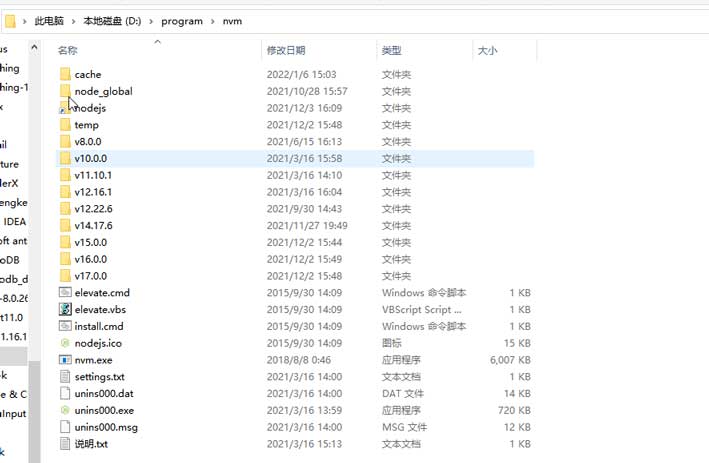 此电脑 > 本地磁盘 (D:) > program > nvm
名称 修改日期 类型 大小
cache 2022/1/6 15:03 文件夹
node_global 2021/10/28 15:57 文件夹
nodejs 2021/12/3 16:09 文件夹
temp 2021/12/2 15:48 文件夹
v8.0.0 2021/6/15 16:13 文件夹
v10.0.0 2021/3/16 15:58 文件夹
v11.10.1 2021/3/16 14:10 文件夹
v12.16.1 2021/3/16 16:04 文件夹
v12.22.6 2021/9/30 14:43 文件夹
v14.17.6 2021/11/27 19:49 文件夹
v15.0.0 2021/12/2 15:44 文件夹
v16.0.0 2021/12/2 15:49 文件夹
v17.0.0 2021/12/2 15:48 文件夹
elevate.cmd 2015/9/30 14:09 Windows 命令脚本 1 KB
elevate.vbs 2015/9/30 14:09 VBScript Script ... 1 KB
install.cmd 2015/9/30 14:09 Windows 命令脚本 1 KB
nodejs.ico 2015/9/30 14:09 图标 15 KB
nvm.exe 2018/8/8 0:46 应用程序 6,007 KB
settings.txt 2021/3/16 14:00 文本文档 1 KB
unins000.dat 2021/3/16 14:00 DAT 文件 14 KB
unins000.exe 2021/3/16 13:59 应用程序 720 KB
unins000.msg 2021/3/16 14:00 MSG 文件 12 KB
说明.txt 2021/3/16 15:13 文本文档 1 KB
us
hing
hing-1
x
ail
ture
lerX
engke
IDEA
oft ant
oDB
odb_d
-8.0.26
t11.0
1.16.1
k
e & C
aInput
k